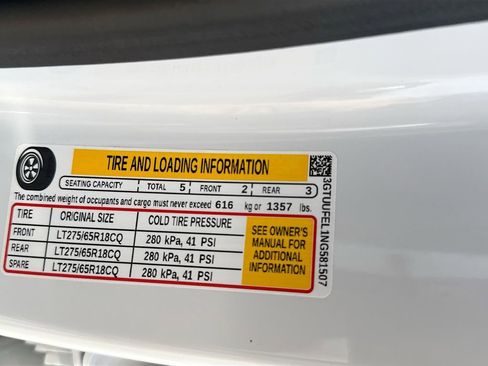 TIRE AND LOADING INFORMATION
SEATING CAPACITY TOTAL 5 FRONT 2 REAR 3
The combined weight of occupants and cargo must never exceed 616 kg or 1357 lbs.
TIRE ORIGINAL SIZE COLD TIRE PRESSURE
FRONT LT275/65R18CQ 280 kPa, 41 PSI
REAR LT275/65R18CQ 280 kPa, 41 PSI
SPARE LT275/65R18CQ 280 kPa, 41 PSI
SEE OWNER'S
MANUAL FOR
ADDITIONAL
INFORMATION
3GTUUFEL1NG581507